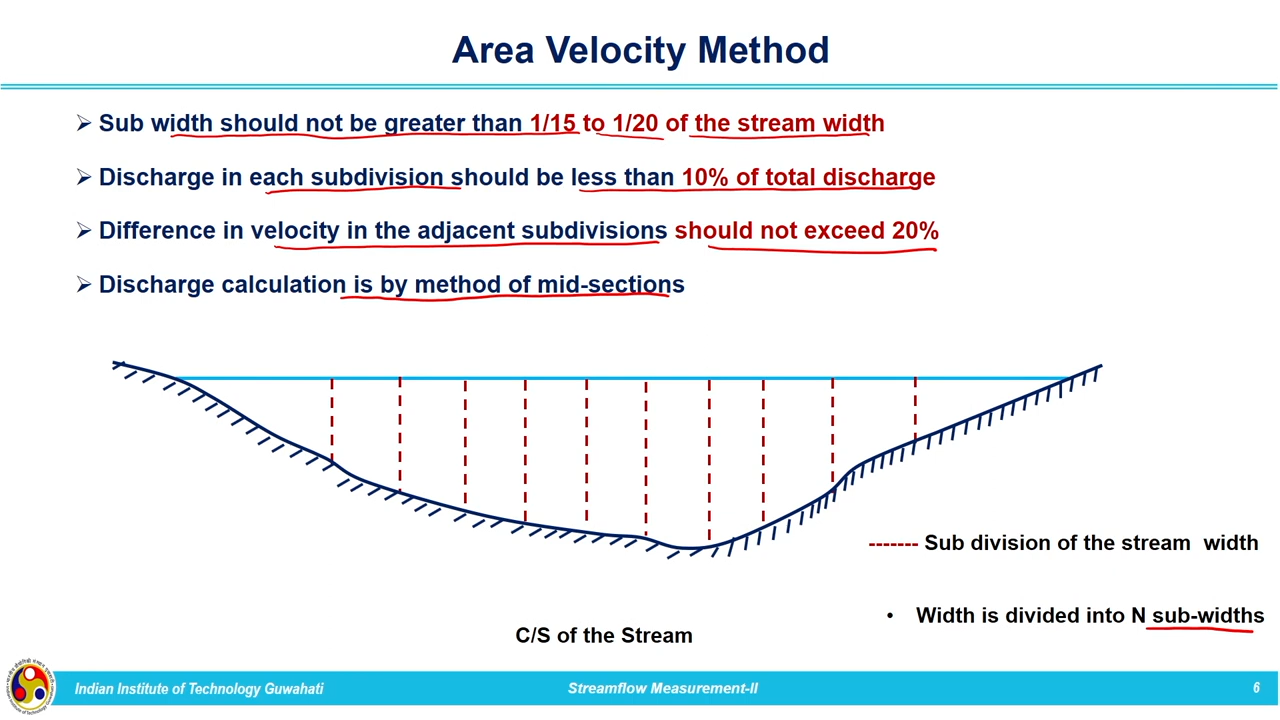 Area Velocity Method
Sub width should not be greater than 1/15 to 1/20 of the stream width
Discharge in each subdivision should be less than 10% of total discharge
Difference in velocity in the adjacent subdivisions should not exceed 20%
Discharge calculation is by method of mid-sections
------- Sub division of the stream width
• Width is divided into N sub-widths
C/S of the Stream
Indian Institute of Technology Guwahati
Streamflow Measurement-II
6